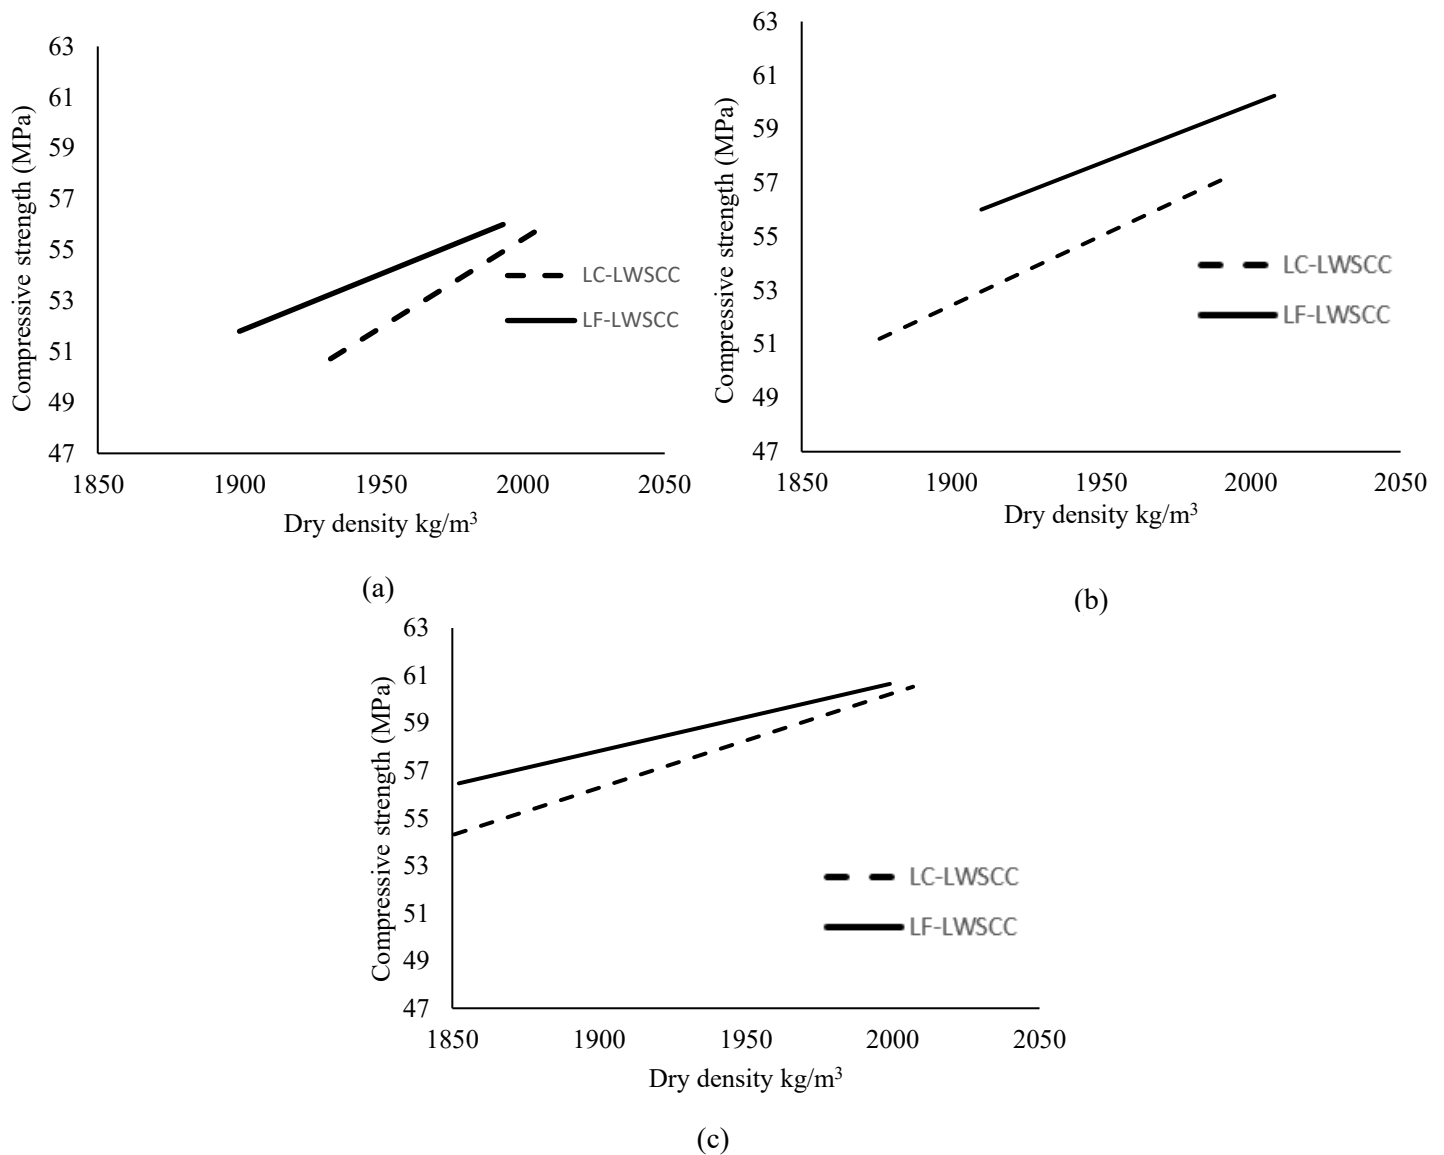 63
61
59
57
55
53
51
49
47
Compressive strength (MPa)
1850 1900 1950 2000 2050
Dry density kg/m³
LC-LWSCC
LF-LWSCC
(a)
63
61
59
57
55
53
51
49
47
Compressive strength (MPa)
1850 1900 1950 2000 2050
Dry density kg/m³
LC-LWSCC
LF-LWSCC
(b)
63
61
59
57
55
53
51
49
47
Compressive strength (MPa)
1850 1900 1950 2000 2050
Dry density kg/m³
LC-LWSCC
LF-LWSCC
(c)